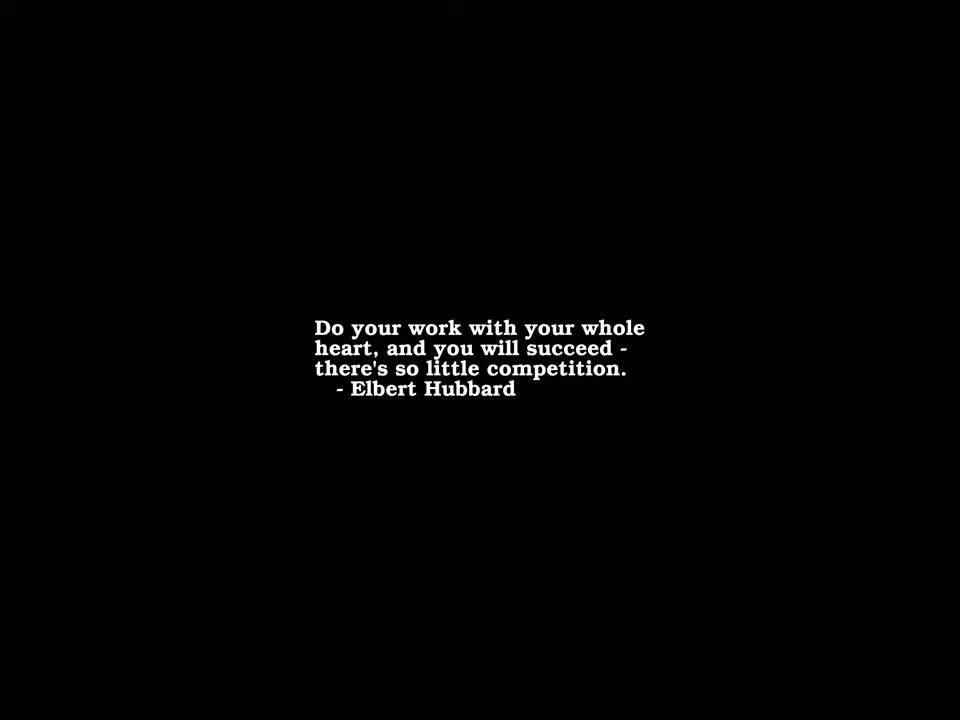 Do your work with your whole
heart, and you will succeed -
there's so little competition.
- Elbert Hubbard